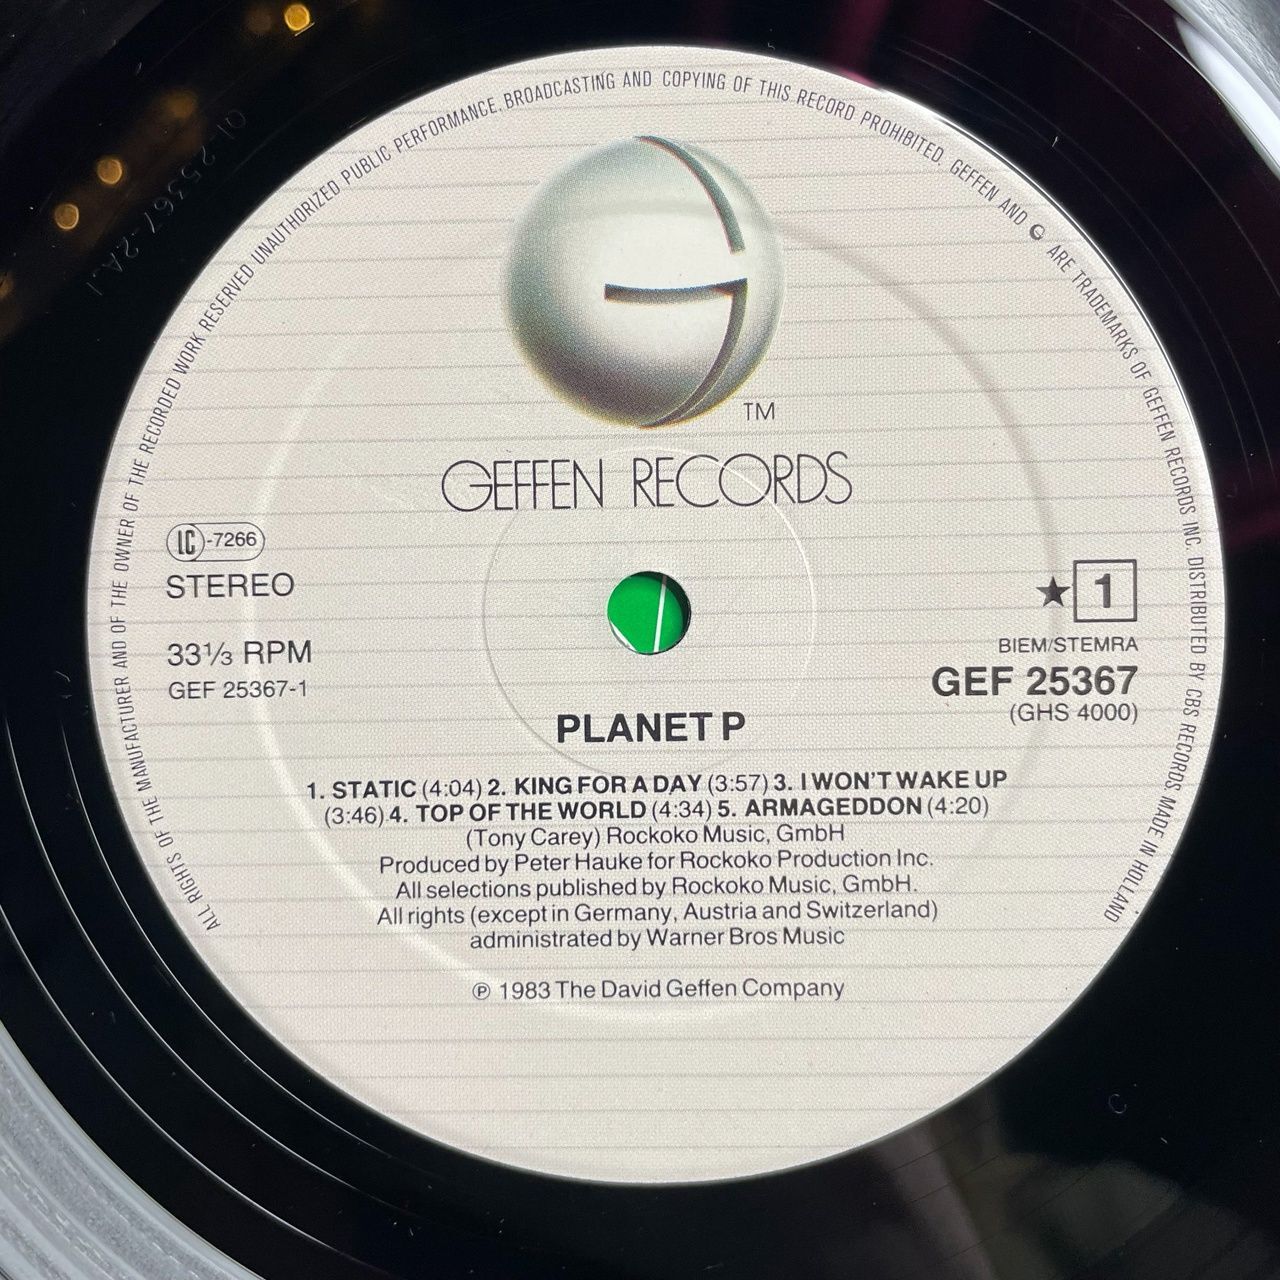 ALL RIGHTS OF THE MANUFACTURER AND OF THE OWNER OF THE RECORDED WORK RESERVED UNAUTHORIZED PUBLIC PERFORMANCE, BROADCASTING AND COPYING OF THIS RECORD PROHIBITED. GEFFEN AND G ARE TRADEMARKS OF GEFFEN RECORDS INC. DISTRIBUTED BY CBS RECORDS MADE IN HOLLAND
G
TM
GEFFEN RECORDS
LC-7266
STEREO
33⅓ RPM
GEF 25367-1
★ 1
BIEM/STEMRA
GEF 25367
(GHS 4000)
PLANET P
1. STATIC (4:04) 2. KING FOR A DAY (3:57) 3. I WON'T WAKE UP
(3:46) 4. TOP OF THE WORLD (4:34) 5. ARMAGEDDON (4:20)
(Tony Carey) Rockoko Music, GmbH
Produced by Peter Hauke for Rockoko Production Inc.
All selections published by Rockoko Music, GmbH.
All rights (except in Germany, Austria and Switzerland)
administrated by Warner Bros Music
℗ 1983 The David Geffen Company